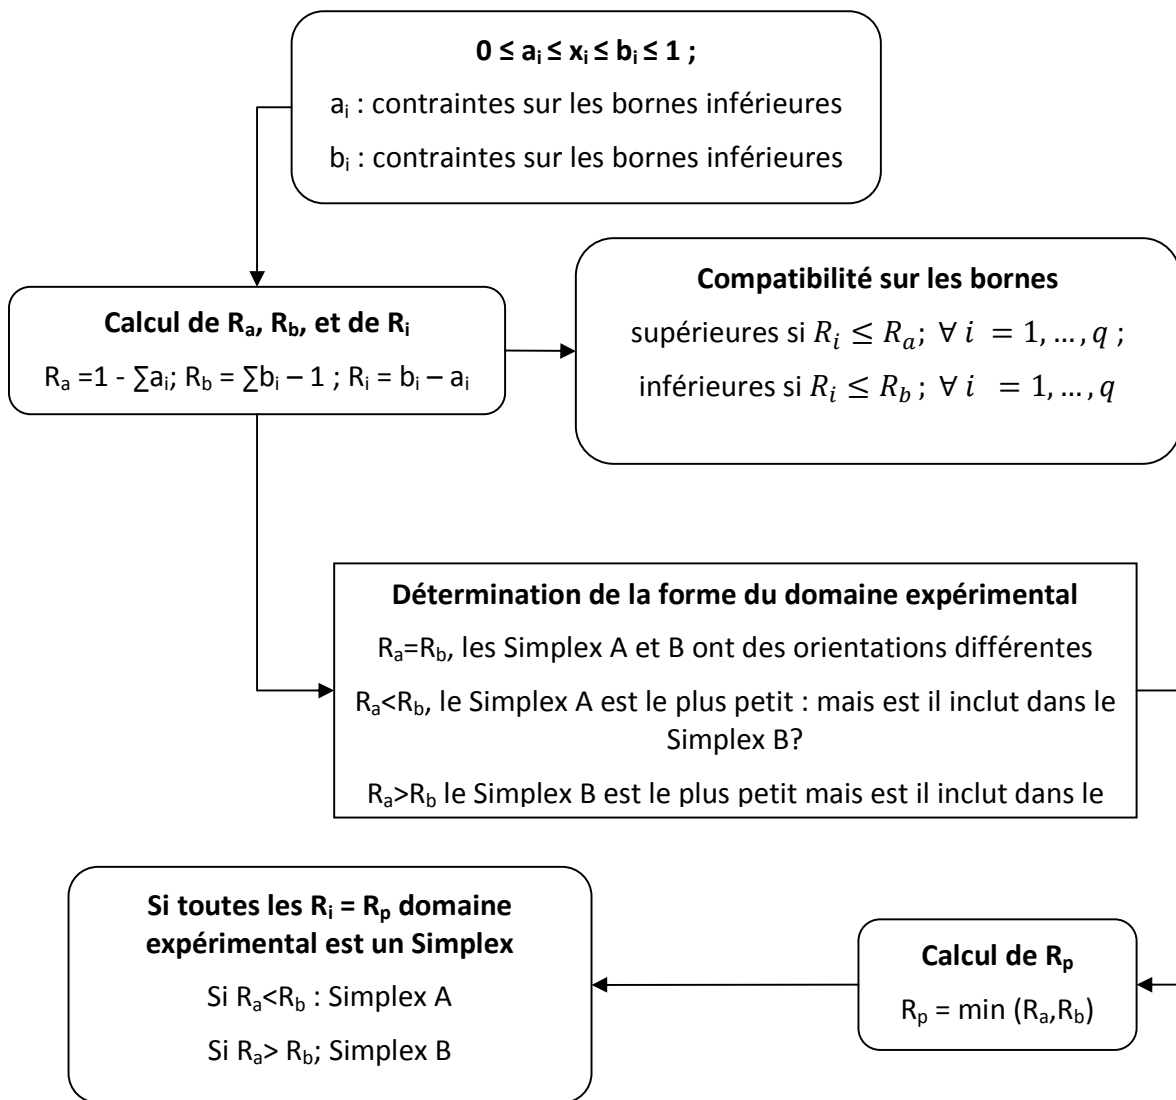 0 ≤ aᵢ ≤ xᵢ ≤ bᵢ ≤ 1 ;
aᵢ : contraintes sur les bornes inférieures
bᵢ : contraintes sur les bornes inférieures
Calcul de Rₐ, R_b, et de Rᵢ
Rₐ =1 - ∑aᵢ; R_b = ∑bᵢ – 1 ; Rᵢ = bᵢ – aᵢ
Compatibilité sur les bornes
supérieures si Rᵢ ≤ Rₐ; ∀ i = 1, … , q ;
inférieures si Rᵢ ≤ R_b ; ∀ i = 1, … , q
Détermination de la forme du domaine expérimental
Rₐ=R_b, les Simplex A et B ont des orientations différentes
Rₐ<R_b, le Simplex A est le plus petit : mais est il inclut dans le
Simplex B?
Rₐ>R_b le Simplex B est le plus petit mais est il inclut dans le
Si toutes les Rᵢ = Rₚ domaine
expérimental est un Simplex
Si Rₐ<R_b : Simplex A
Si Rₐ> R_b; Simplex B
Calcul de Rₚ
Rₚ = min (Rₐ,R_b)